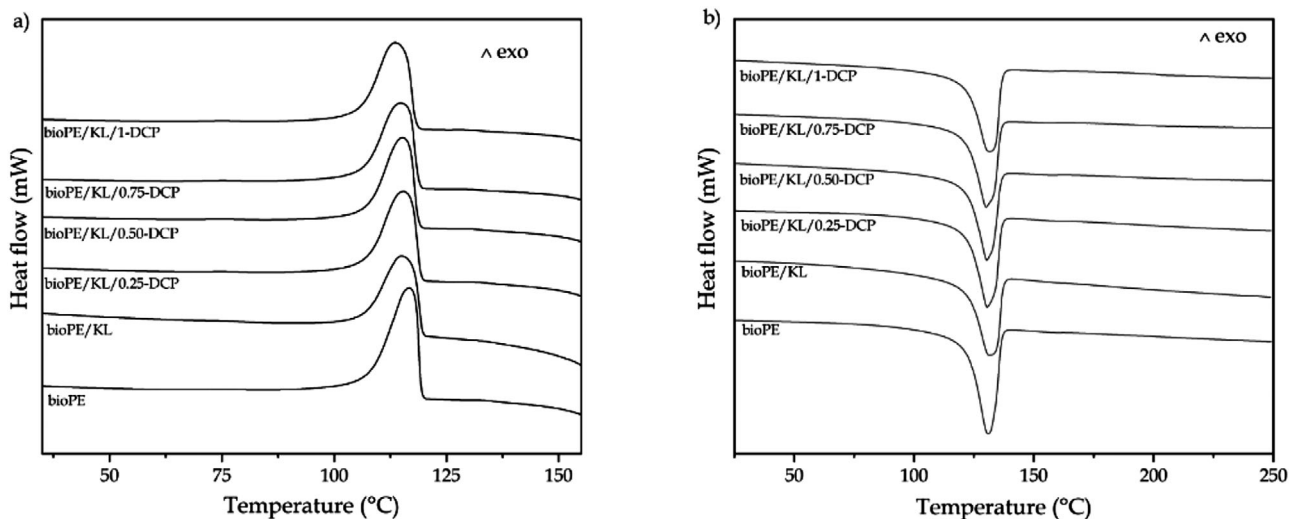 a)
^ exo
bioPE/KL/1-DCP
bioPE/KL/0.75-DCP
bioPE/KL/0.50-DCP
bioPE/KL/0.25-DCP
bioPE/KL
bioPE
Heat flow (mW)
50 75 100 125 150
Temperature (°C)
b)
^ exo
bioPE/KL/1-DCP
bioPE/KL/0.75-DCP
bioPE/KL/0.50-DCP
bioPE/KL/0.25-DCP
bioPE/KL
bioPE
Heat flow (mW)
50 100 150 200 250
Temperature (°C)